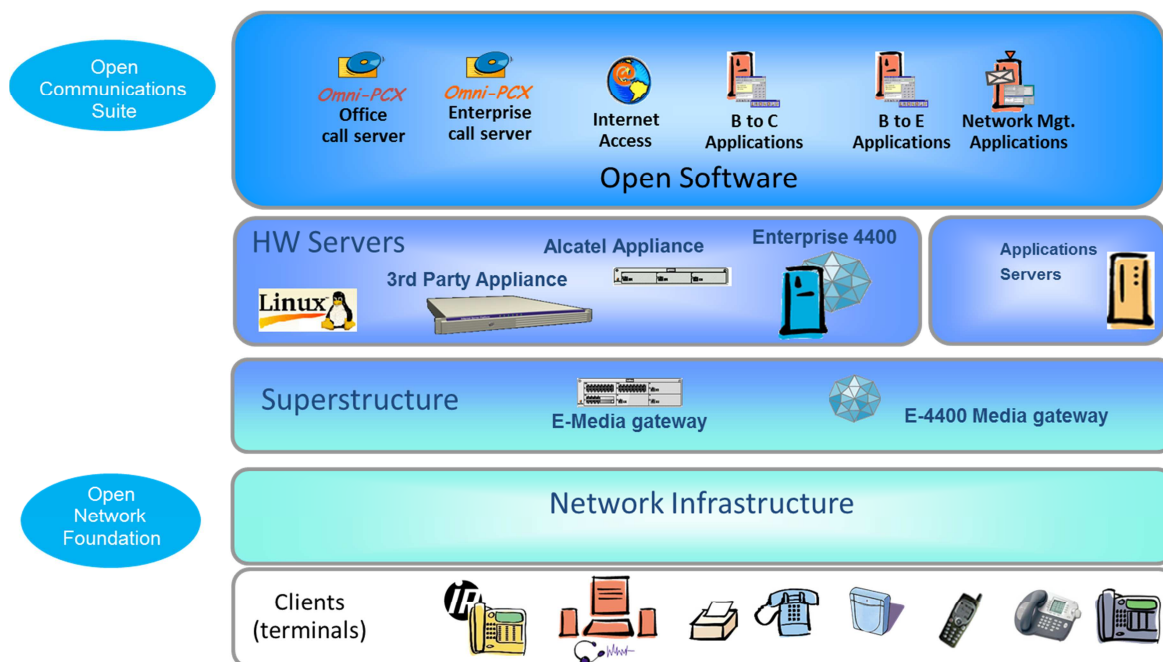 Open
Communications
Suite
Omni-PCX
Office
call server
Omni-PCX
Enterprise
call server
Internet
Access
B to C
Applications
B to E
Applications
Network Mgt.
Applications
Open Software
HW Servers
Linux
3rd Party Appliance
Alcatel Appliance
Enterprise 4400
Applications
Servers
Superstructure
E-Media gateway
E-4400 Media gateway
Open
Network
Foundation
Network Infrastructure
Clients
(terminals)
IP